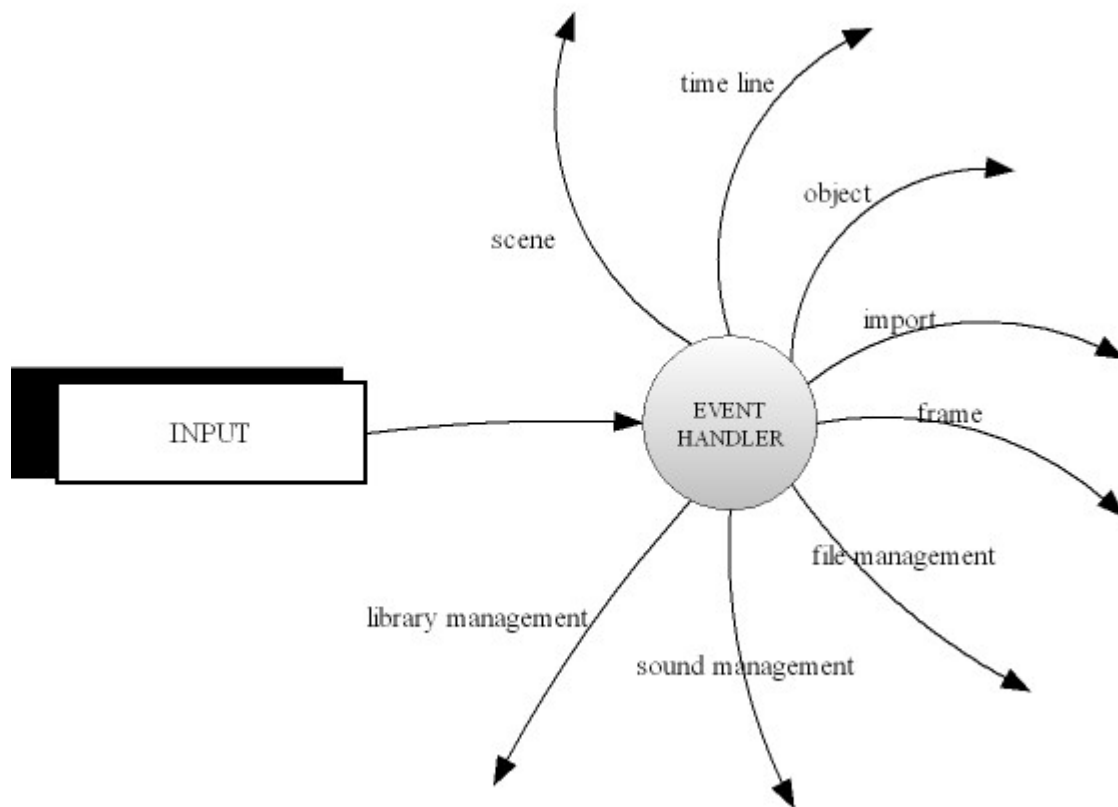 time line
object
scene
import
INPUT
EVENT
HANDLER
frame
file management
library management
sound management